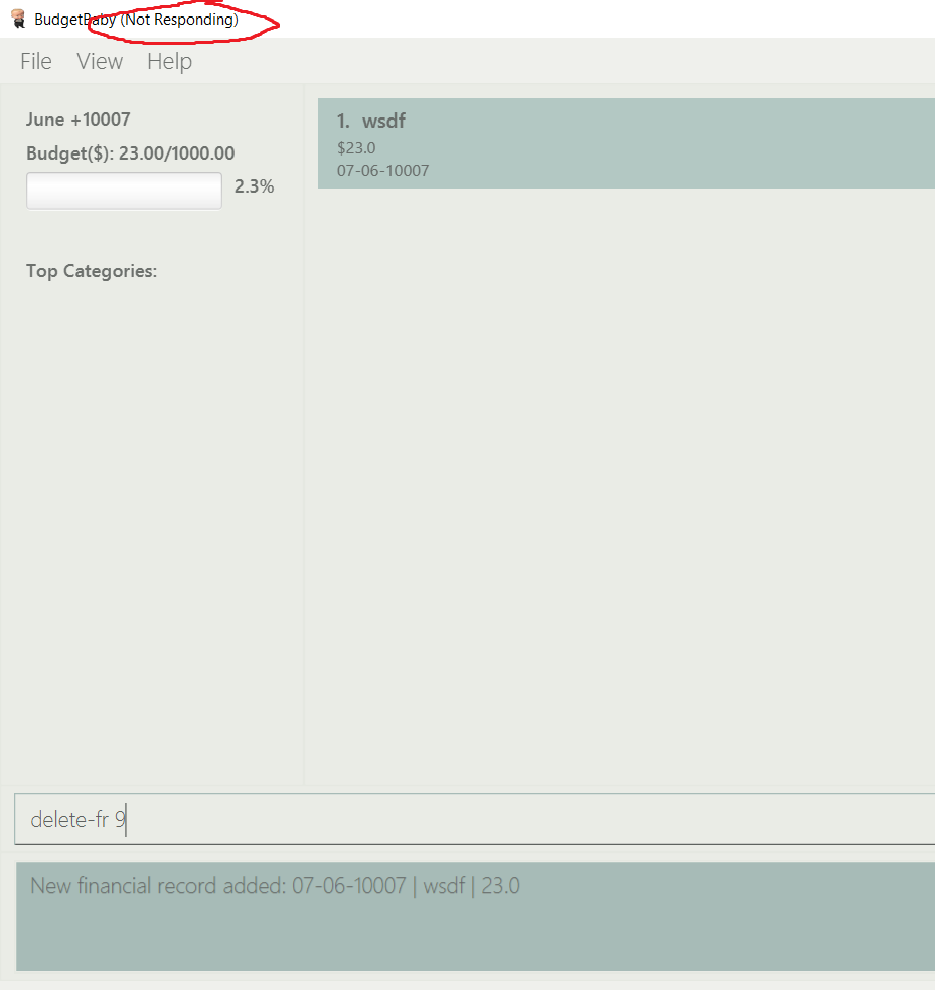 BudgetBaby (Not Responding)
File View Help
June +10007
Budget($): 23.00/1000.00
2.3%
Top Categories:
1. wsdf
$23.0
07-06-10007
delete-fr 9
New financial record added: 07-06-10007 | wsdf | 23.0